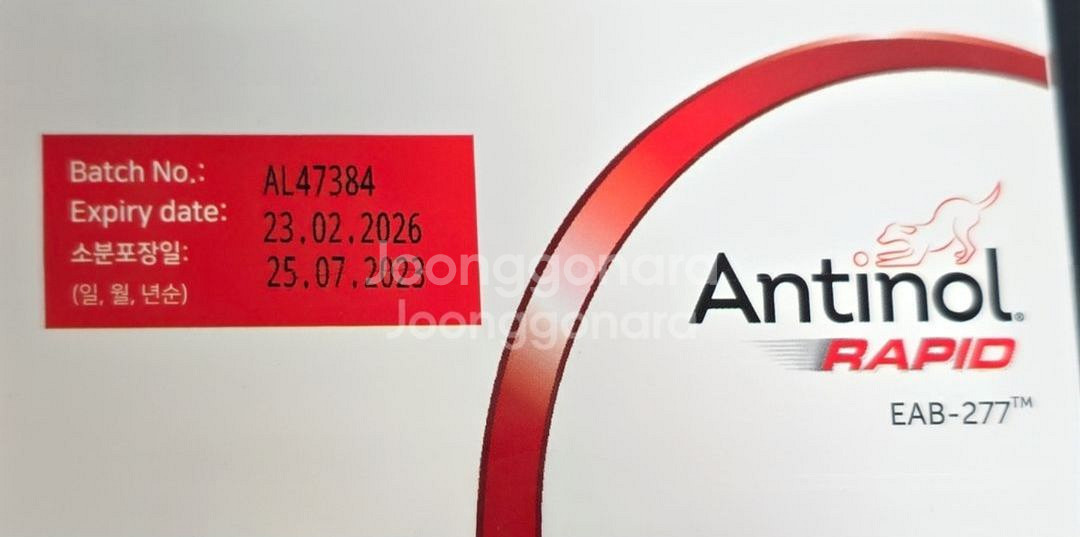 Batch No.: AL47384
Expiry date: 23.02.2026
소분포장일: 25.07.2023
(일, 월, 년순)
Joonggonara
Joonggonara
Antinol®
RAPID
EAB-277™